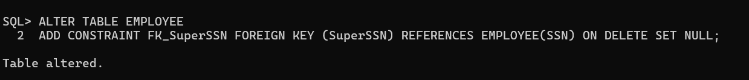 SQL> ALTER TABLE EMPLOYEE
  2  ADD CONSTRAINT FK_SuperSSN FOREIGN KEY (SuperSSN) REFERENCES EMPLOYEE(SSN) ON DELETE SET NULL;
Table altered.